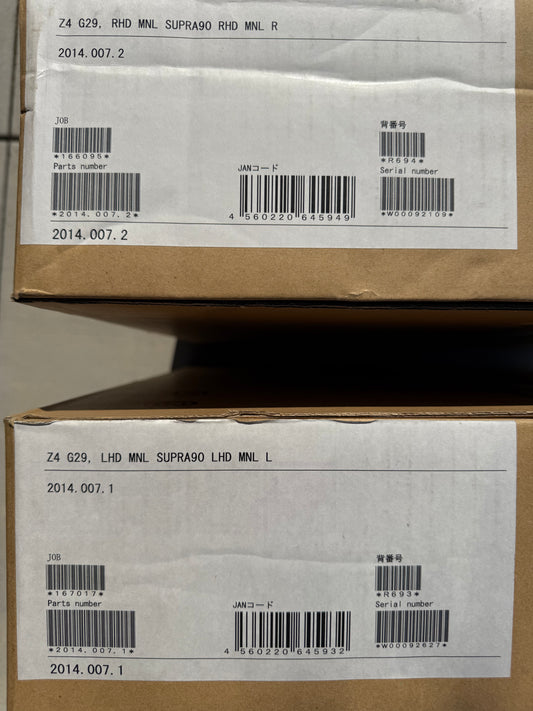 Z4 G29, RHD MNL SUPRA90 RHD MNL R
2014.007.2
JOB
*166095*
背番号
*R694*
Parts number
*2014.007.2*
JANコード
4 560220 645949
Serial number
*W00092109*
2014.007.2
Z4 G29, LHD MNL SUPRA90 LHD MNL L
2014.007.1
JOB
*167017*
背番号
*R693*
Parts number
*2014.007.1*
JANコード
4 560220 645932
Serial number
*W00092627*
2014.007.1